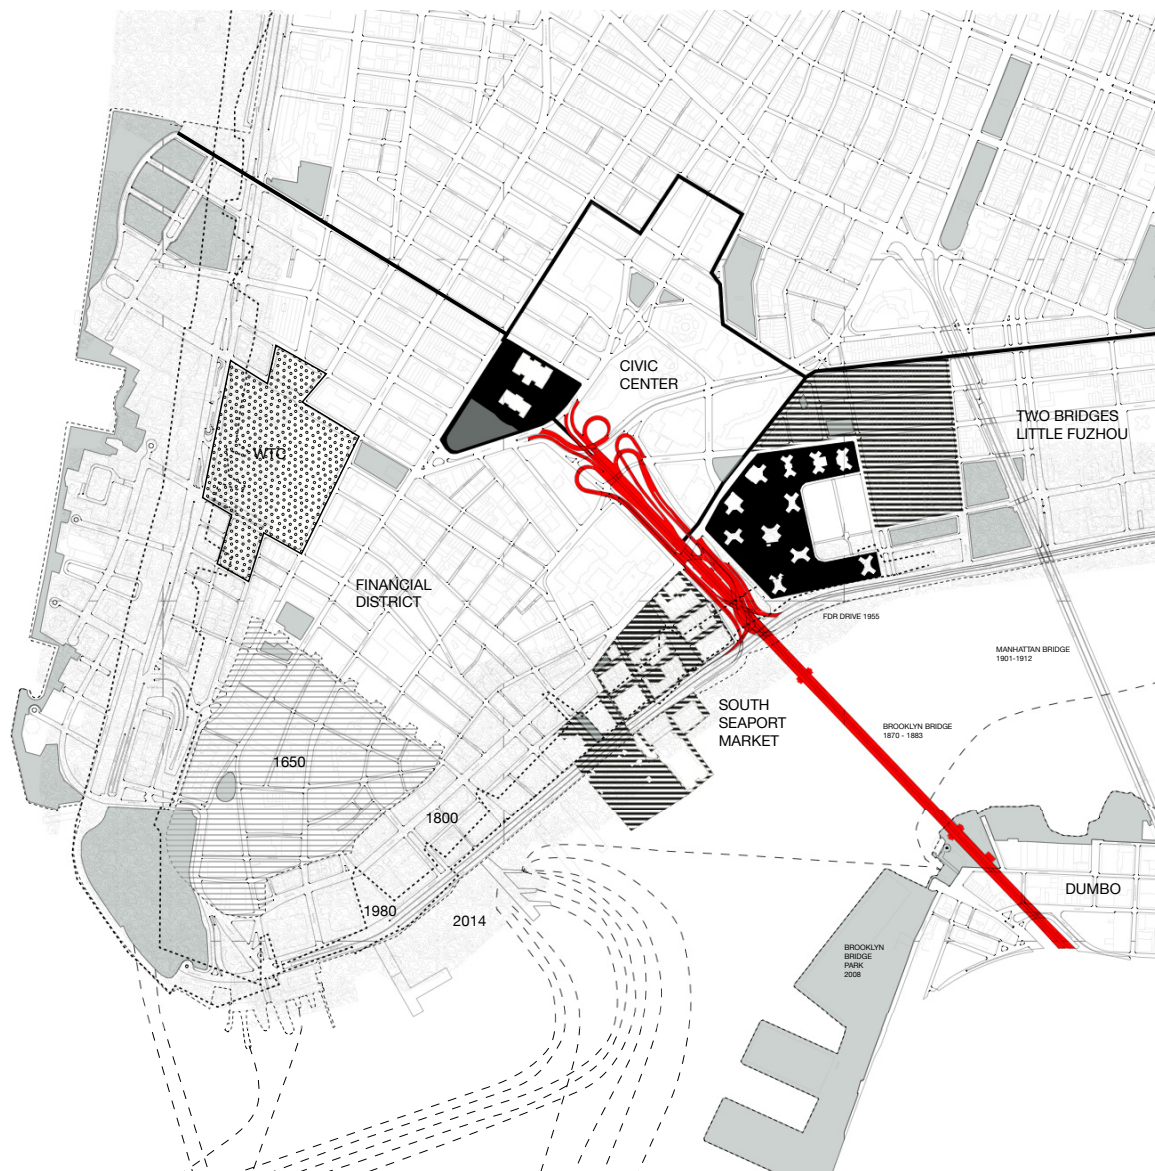 CIVIC
CENTER
TWO BRIDGES
LITTLE FUZHOU
WTC
FINANCIAL
DISTRICT
FDR DRIVE 1955
MANHATTAN BRIDGE
1901-1912
SOUTH
SEAPORT
MARKET
BROOKLYN BRIDGE
1870 - 1883
1650
1800
DUMBO
1980
2014
BROOKLYN
BRIDGE
PARK
2008